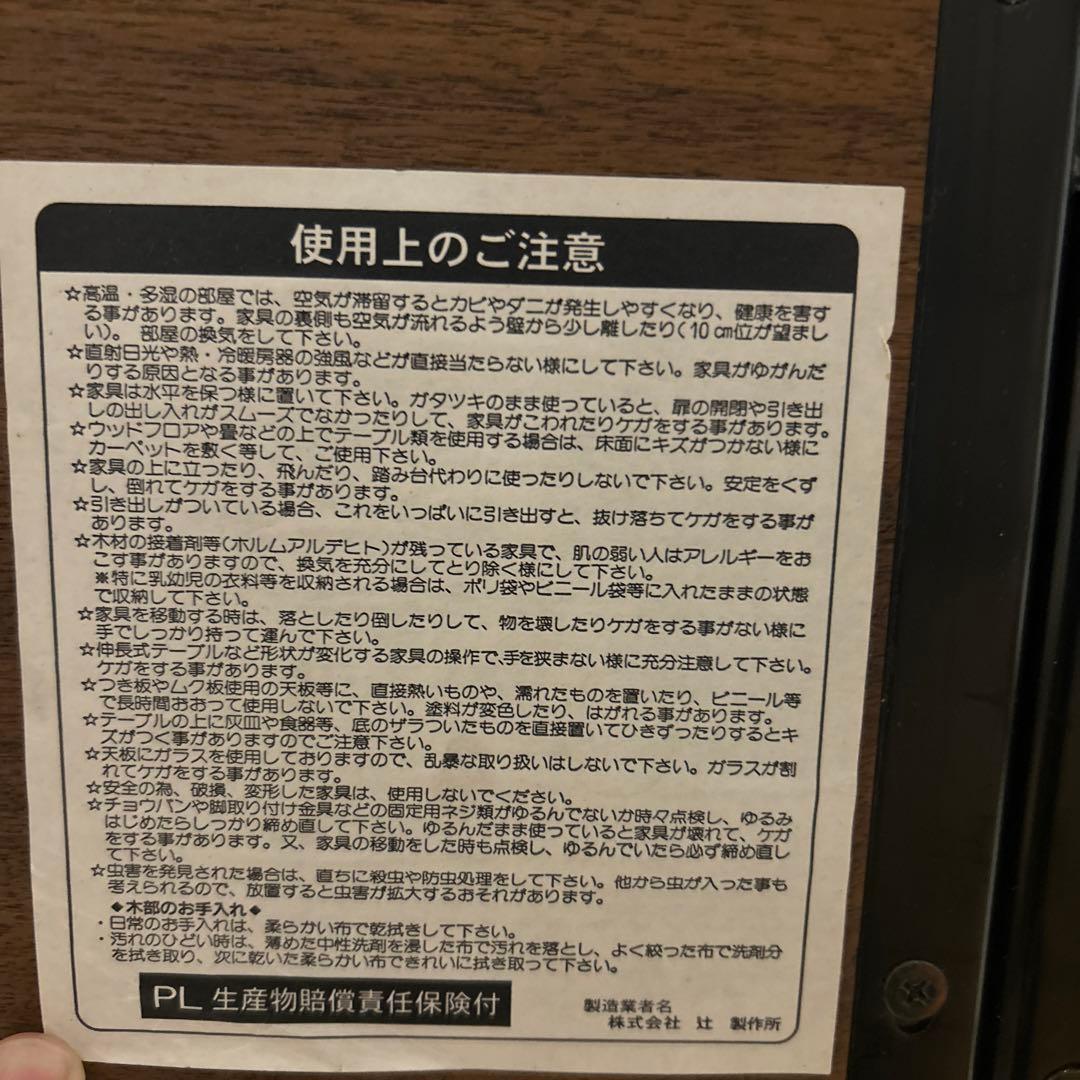 使用上のご注意
☆高温・多湿の部屋では、空気が滞留するとカビやダニが発生しやすくなり、健康を害す
る事があります。家具の裏側も空気が流れるよう壁から少し離したり(10㎝位が望まし
い)。部屋の換気をして下さい。
☆直射日光や熱・冷暖房器の強風などが直接当たらない様にして下さい。家具がゆがんだ
りする原因となる事があります。
☆家具は水平を保つ様に置いて下さい。ガタツキのまま使っていると、扉の開閉や引き出
しの出し入れがスムーズでなかったりして、家具がこわれたりケガをする事があります。
☆ウッドフロアや畳などの上でテーブル類を使用する場合は、床面にキズがつかない様に
カーペットを敷く等して、ご使用下さい。
☆家具の上に立ったり、飛んだり、踏み台代わりに使ったりしないで下さい。安定をくず
し、倒れてケガをする事があります。
☆引き出しがついている場合、これをいっぱいに引き出すと、抜け落ちてケガをする事が
あります。
☆木材の接着剤等(ホルムアルデヒト)が残っている家具で、肌の弱い人はアレルギーをお
こす事がありますので、換気を充分にしてとり除く様にして下さい。
※特に乳幼児の衣料等を収納される場合は、ポリ袋やビニール袋等に入れたままの状態
で収納して下さい。
☆家具を移動する時は、落としたり倒したりして、物を壊したりケガをする事がない様に
手でしっかり持って運んで下さい。
☆伸長式テーブルなど形状が変化する家具の操作で、手を挟まない様に充分注意して下さい。
ケガをする事があります。
☆つき板やムク板使用の天板等に、直接熱いものや、濡れたものを置いたり、ビニール等
で長時間おおって使用しないで下さい。塗料が変色したり、はがれる事があります。
☆テーブルの上に灰皿や食器等、底のザラついたものを直接置いてひきずったりするとキ
ズがつく事がありますのでご注意下さい。
☆天板にガラスを使用しておりますので、乱暴な取り扱いはしないで下さい。ガラスが割
れてケガをする事があります。
☆安全の為、破損、変形した家具は、使用しないでください。
☆チョウバンや脚取り付け金具などの固定用ネジ類がゆるんでないか時々点検し、ゆるみ
はじめたらしっかり締め直して下さい。ゆるんだまま使っていると家具が壊れて、ケガ
をする事があります。又、家具の移動をした時も点検し、ゆるんでいたら必ず締め直し
て下さい。
☆虫害を発見された場合は、直ちに殺虫や防虫処理をして下さい。他から虫が入った事も
考えられるので、放置すると虫害が拡大するおそれがあります。
◆木部のお手入れ◆
・日常のお手入れは、柔らかい布で乾拭きして下さい。
・汚れのひどい時は、薄めた中性洗剤を浸した布で汚れを落とし、よく絞った布で洗剤分
を拭き取り、次に乾いた柔らかい布できれいに拭き取って下さい。
PL 生産物賠償責任保険付
製造業者名
株式会社 辻 製作所